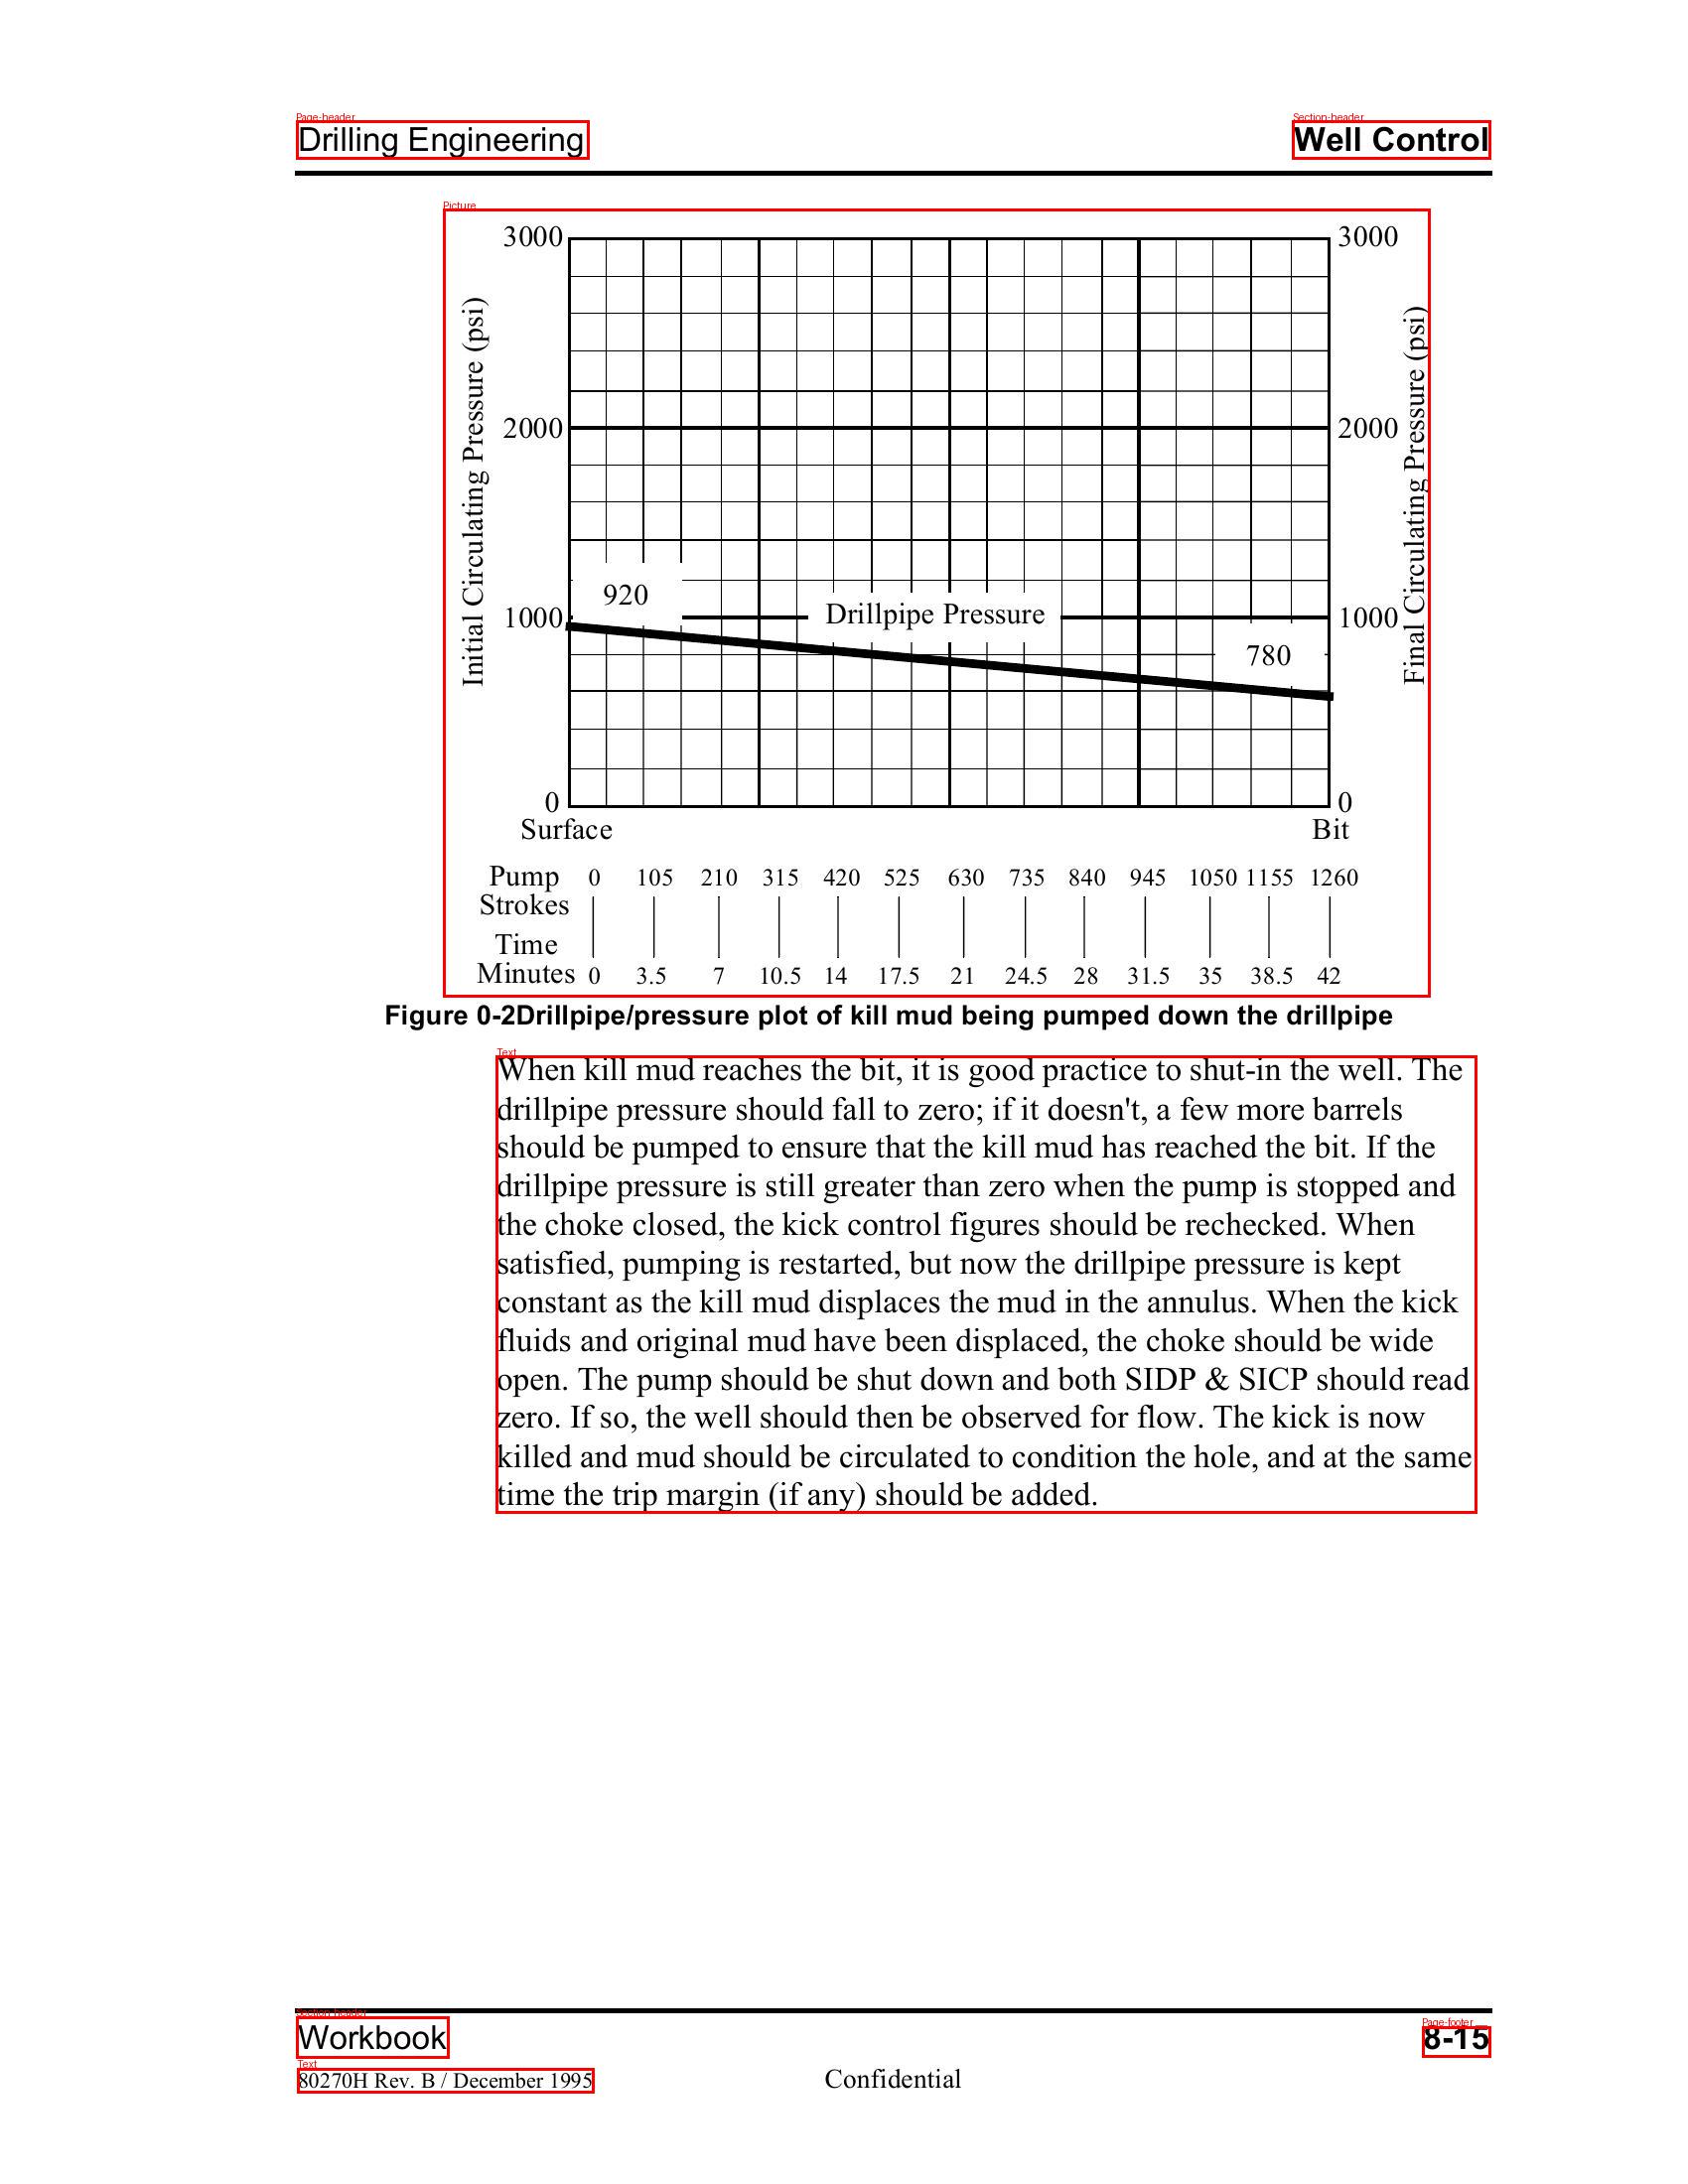 Page-header
Drilling Engineering
Section-header
Well Control
Picture
3000 3000
Initial Circulating Pressure (psi)
Final Circulating Pressure (psi)
2000 2000
920
1000 Drillpipe Pressure 1000
780
0 0
Surface Bit
Pump 0 105 210 315 420 525 630 735 840 945 1050 1155 1260
Strokes
Time
Minutes 0 3.5 7 10.5 14 17.5 21 24.5 28 31.5 35 38.5 42
Figure 0-2Drillpipe/pressure plot of kill mud being pumped down the drillpipe
Text
When kill mud reaches the bit, it is good practice to shut-in the well. The
drillpipe pressure should fall to zero; if it doesn't, a few more barrels
should be pumped to ensure that the kill mud has reached the bit. If the
drillpipe pressure is still greater than zero when the pump is stopped and
the choke closed, the kick control figures should be rechecked. When
satisfied, pumping is restarted, but now the drillpipe pressure is kept
constant as the kill mud displaces the mud in the annulus. When the kick
fluids and original mud have been displaced, the choke should be wide
open. The pump should be shut down and both SIDP & SICP should read
zero. If so, the well should then be observed for flow. The kick is now
killed and mud should be circulated to condition the hole, and at the same
time the trip margin (if any) should be added.
Section-header
Workbook
Page-footer
8-15
Text
80270H Rev. B / December 1995
Confidential